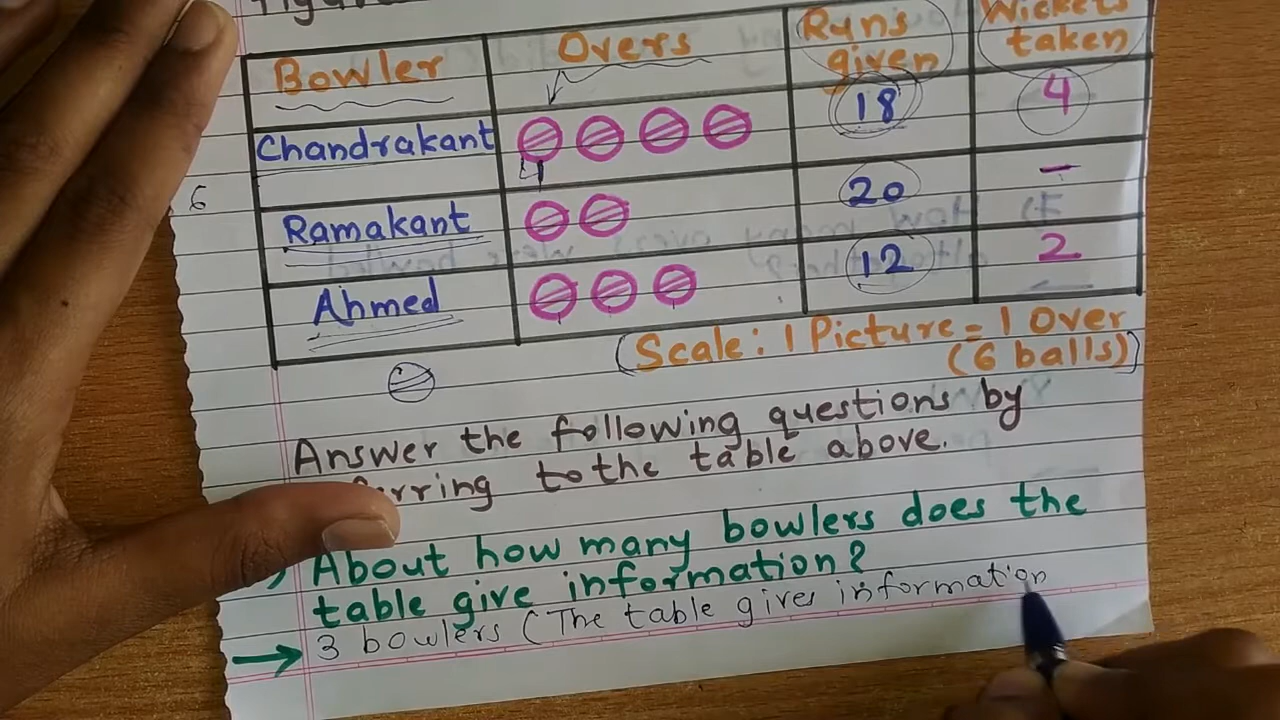 Bowler Overs Runs given Wickets taken
Chandrakant 18 4
6
Ramakant 20 –
Ahmed 12 2
(Scale: 1 Picture = 1 Over
(6 balls))
Answer the following questions by
to the table above.
About how many bowlers does the
table give information?
→ 3 bowlers (The table gives information